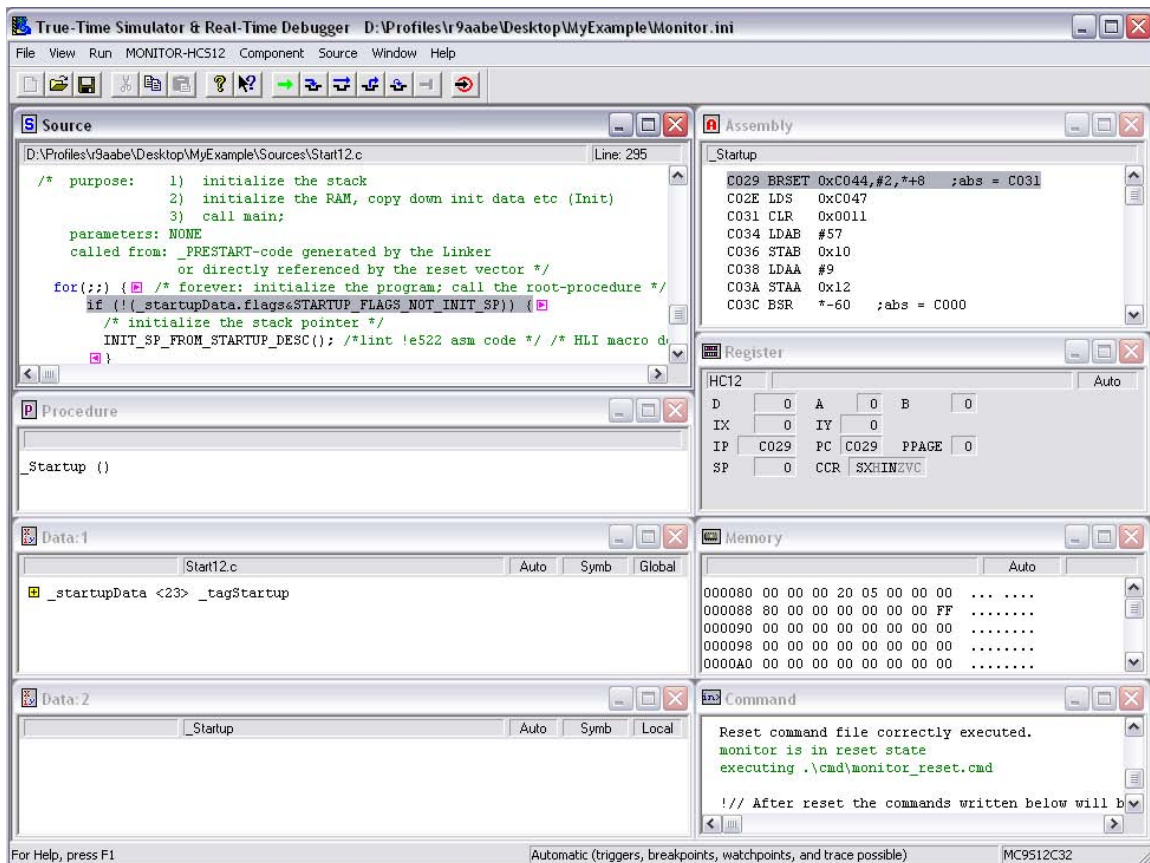 True-Time Simulator & Real-Time Debugger D:\Profiles\r9aabe\Desktop\MyExample\Monitor.ini
File View Run MONITOR-HCS12 Component Source Window Help
Source
D:\Profiles\r9aabe\Desktop\MyExample\Sources\Start12.c Line: 295
/* purpose: 1) initialize the stack
2) initialize the RAM, copy down init data etc (Init)
3) call main;
parameters: NONE
called from: _PRESTART-code generated by the Linker
or directly referenced by the reset vector */
for(;;) { /* forever: initialize the program; call the root-procedure */
if (!(_startupData.flags&STARTUP_FLAGS_NOT_INIT_SP)) {
/* initialize the stack pointer */
INIT_SP_FROM_STARTUP_DESC(); /*lint !e522 asm code */ /* HLI macro d
}
Assembly
_Startup
C029 BRSET 0xC044,#2,*+8 ;abs = C031
C02E LDS 0xC047
C031 CLR 0x0011
C034 LDAB #57
C036 STAB 0x10
C038 LDAA #9
C03A STAA 0x12
C03C BSR *-60 ;abs = C000
Procedure
_Startup ()
Register
HC12 Auto
D 0 A 0 B 0
IX 0 IY 0
IP C029 PC C029 PPAGE 0
SP 0 CCR SXHINZVC
Data:1
Start12.c Auto Symb Global
_startupData <23> _tagStartup
Memory
Auto
000080 00 00 00 20 05 00 00 00 ... ....
000088 80 00 00 00 00 00 00 FF ........
000090 00 00 00 00 00 00 00 00 ........
000098 00 00 00 00 00 00 00 00 ........
0000A0 00 00 00 00 00 00 00 00 ........
Data:2
_Startup Auto Symb Local
Command
Reset command file correctly executed.
monitor is in reset state
executing .\cmd\monitor_reset.cmd
!// After reset the commands written below will b
For Help, press F1 Automatic (triggers, breakpoints, watchpoints, and trace possible) MC9S12C32